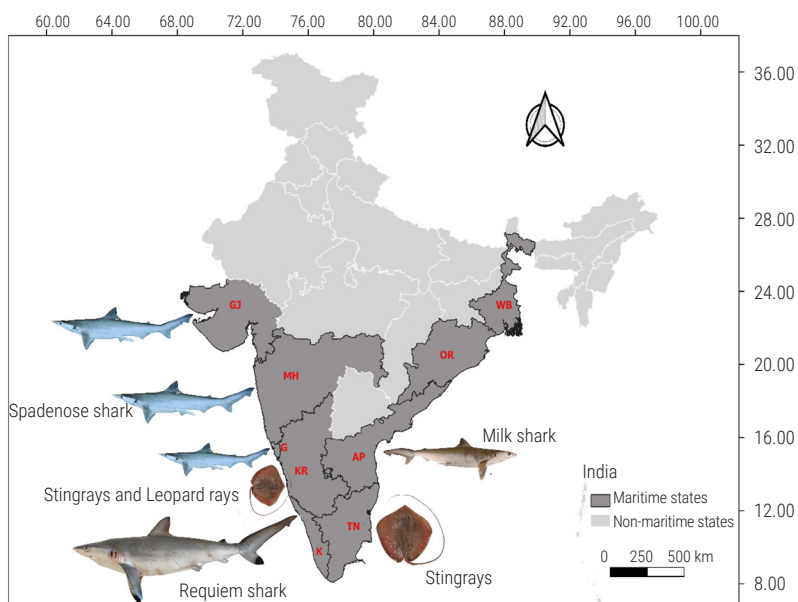 60.00 64.00 68.00 72.00 76.00 80.00 84.00 88.00 92.00 96.00 100.00
36.00
32.00
28.00
24.00
20.00
16.00
12.00
8.00
GJ
WB
OR
MH
Spadenose shark
Milk shark
G
AP
KR
Stingrays and Leopard rays
TN
K
Requiem shark
Stingrays
India
Maritime states
Non-maritime states
0 250 500 km